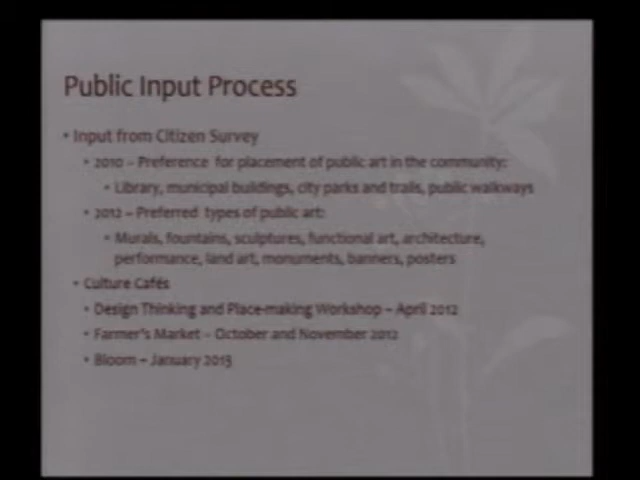 Public Input Process
• Input from Citizen Survey
• 2010 – Preference for placement of public art in the community:
• Library, municipal buildings, city parks and trails, public walkways
• 2012 – Preferred types of public art:
• Murals, fountains, sculptures, functional art, architecture,
performance, land art, monuments, banners, posters
• Culture Cafés
• Design Thinking and Place-making Workshop – April 2012
• Farmer's Market – October and November 2012
• Bloom – January 2013